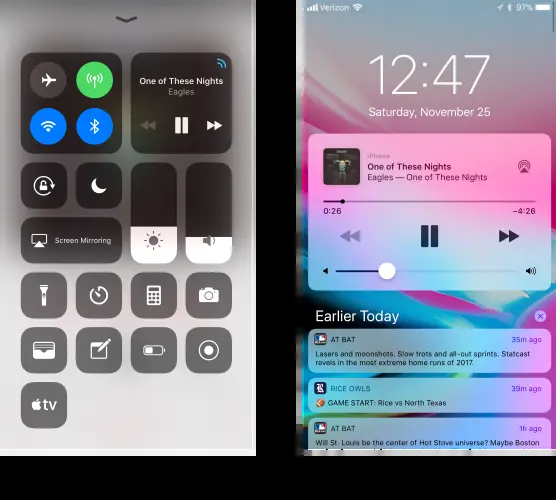 One of These Nights
Eagles
Screen Mirroring
tv
Verizon
97%
12:47
Saturday, November 25
iPhone
One of These Nights
Eagles — One of These Nights
0:26
−4:26
Earlier Today
AT BAT
35m ago
Lasers and moonshots. Slow trots and all-out sprints. Statcast
revels in the most extreme home runs of 2017.
RICE OWLS
39m ago
🏈 GAME START: Rice vs North Texas
AT BAT
1h ago
Will St. Louis be the center of Hot Stove universe? Maybe Boston